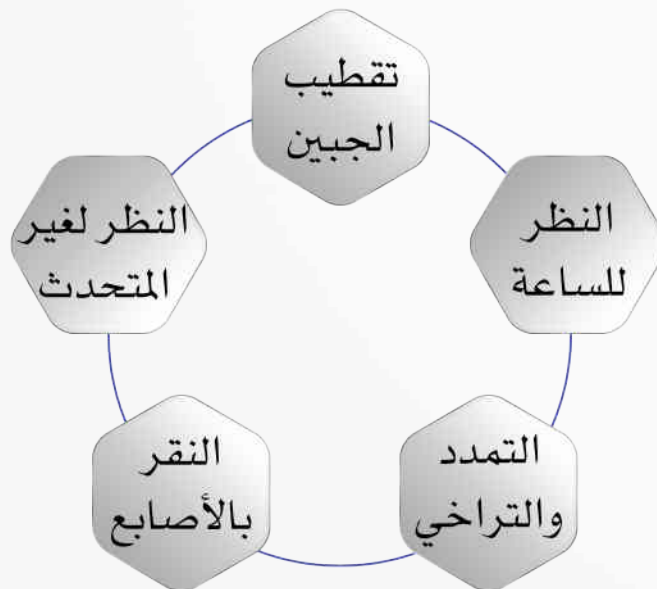 تقطيب
الجبين
النظر
للساعة
التمدد
والتراخي
النقر
بالأصابع
النظر لغير
المتحدث